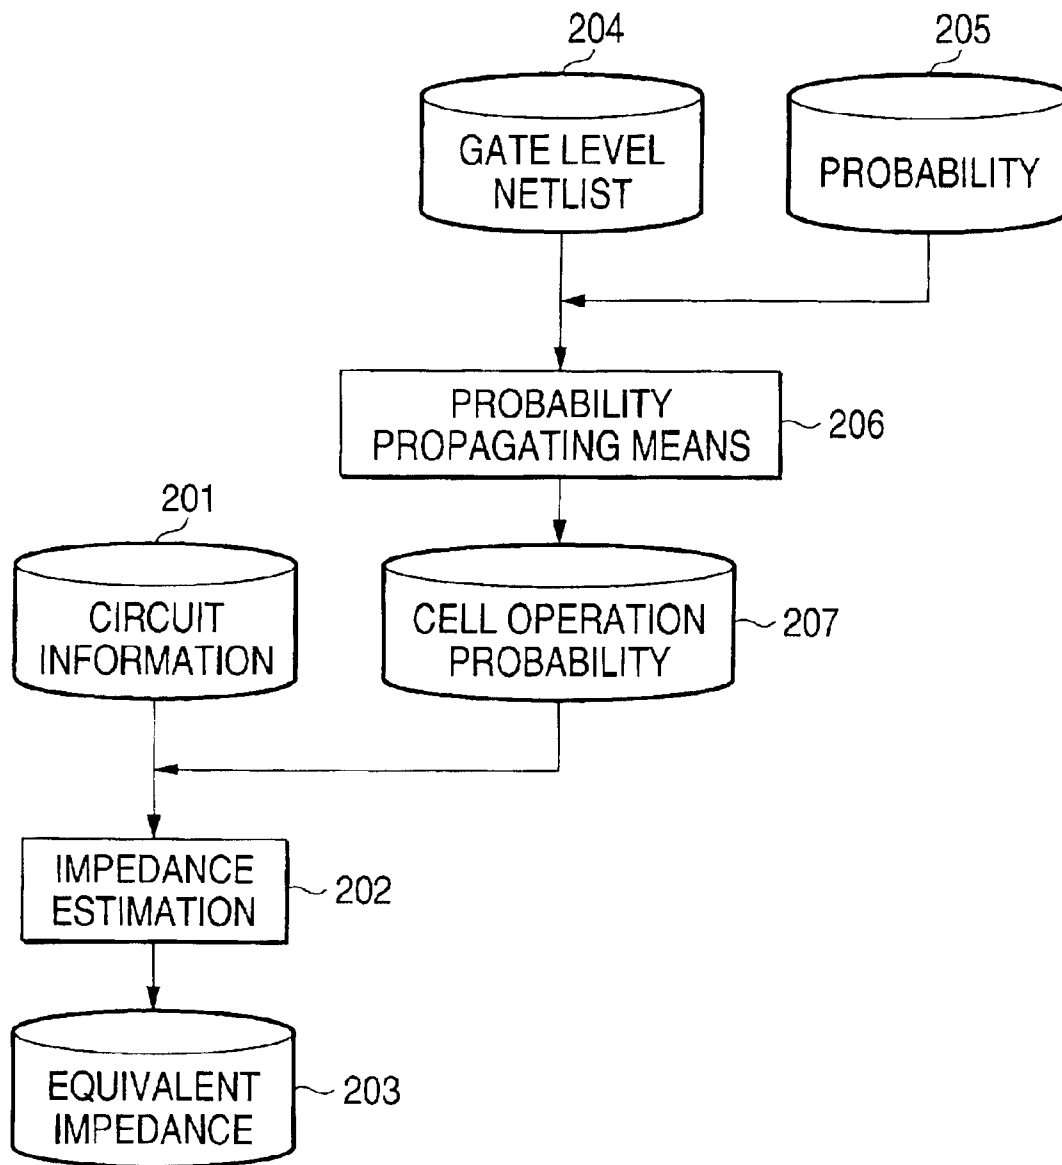 204
205
GATE LEVEL
NETLIST
PROBABILITY
PROBABILITY
PROPAGATING MEANS
206
201
CIRCUIT
INFORMATION
CELL OPERATION
PROBABILITY
207
IMPEDANCE
ESTIMATION
202
EQUIVALENT
IMPEDANCE
203